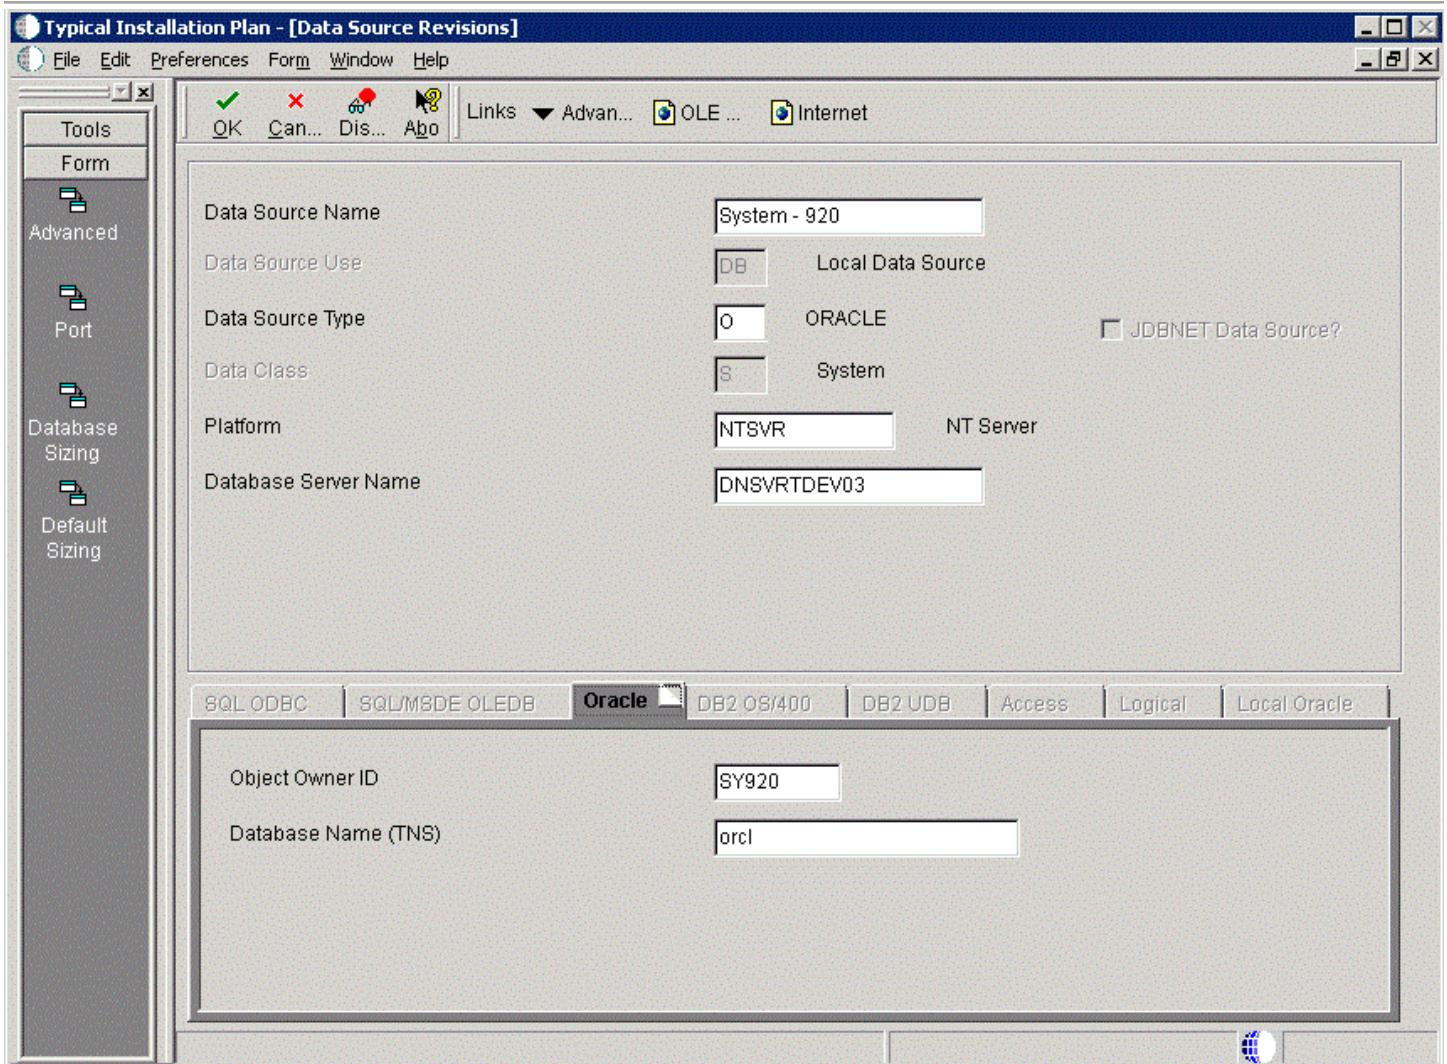 Typical Installation Plan - [Data Source Revisions]
File Edit Preferences Form Window Help
OK Can... Dis... Abo Links Advan... OLE ... Internet
Tools
Form
Advanced
Port
Database
Sizing
Default
Sizing
Data Source Name System - 920
Data Source Use DB Local Data Source
Data Source Type O ORACLE JDBNET Data Source?
Data Class S System
Platform NTSVR NT Server
Database Server Name DNSVRTDEV03
SQL ODBC SQL/MSDE OLEDB Oracle DB2 OS/400 DB2 UDB Access Logical Local Oracle
Object Owner ID SY920
Database Name (TNS) orcl